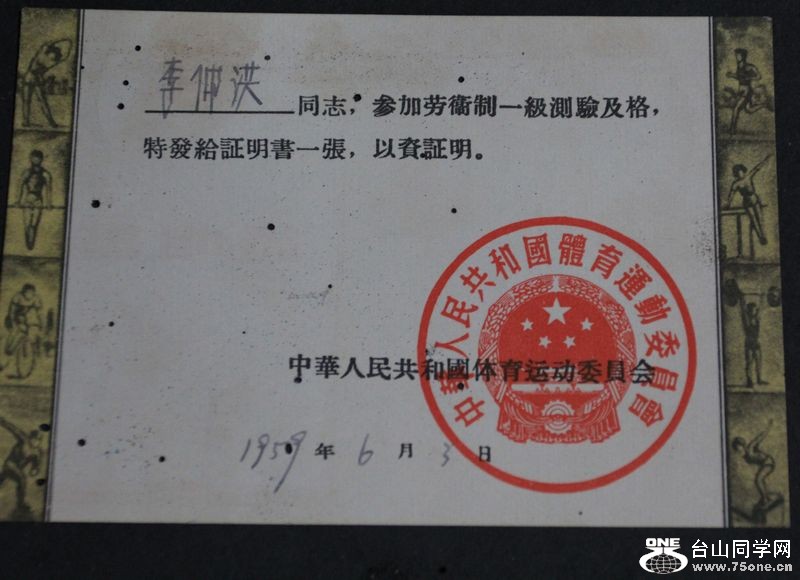 李仲洪同志，参加劳衛制一級測驗及格，
特發給証明書一張，以資証明。
中華人民共和國体育运动委員会
中華人民共和國體育運動委員會
1959年6月3日
ONE
台山同学网
www.75one.cn